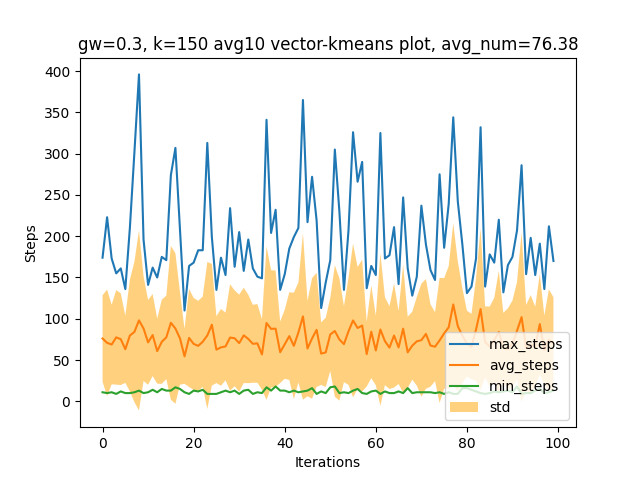 gw=0.3, k=150 avg10 vector-kmeans plot, avg_num=76.38
400
350
300
250
200
150
100
50
0
Steps
max_steps
avg_steps
min_steps
std
0
20
40
60
80
100
Iterations